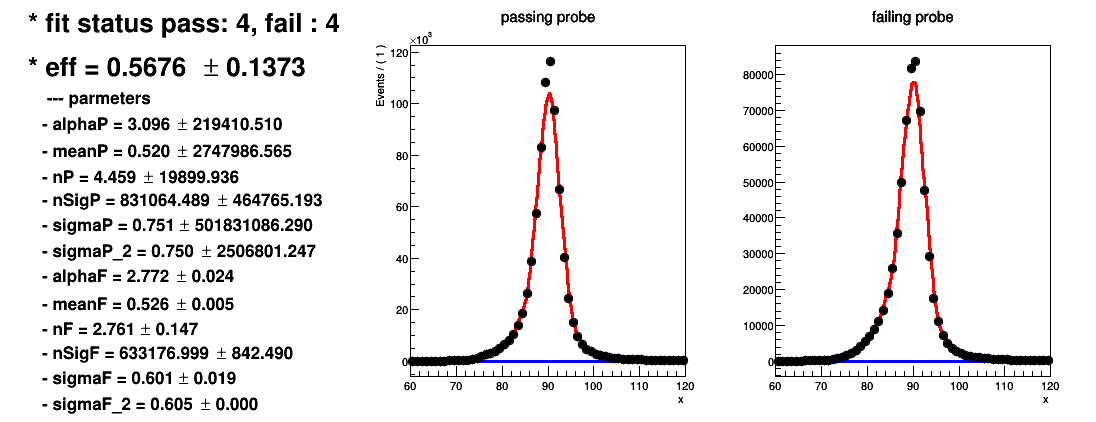 * fit status pass: 4, fail : 4
* eff = 0.5676 ± 0.1373
--- parmeters
- alphaP = 3.096 ± 219410.510
- meanP = 0.520 ± 2747986.565
- nP = 4.459 ± 19899.936
- nSigP = 831064.489 ± 464765.193
- sigmaP = 0.751 ± 501831086.290
- sigmaP_2 = 0.750 ± 2506801.247
- alphaF = 2.772 ± 0.024
- meanF = 0.526 ± 0.005
- nF = 2.761 ± 0.147
- nSigF = 633176.999 ± 842.490
- sigmaF = 0.601 ± 0.019
- sigmaF_2 = 0.605 ± 0.000
passing probe
×10³
Events / ( 1 )
120
100
80
60
40
20
0
60 70 80 90 100 110 120
x
failing probe
80000
70000
60000
50000
40000
30000
20000
10000
0
60 70 80 90 100 110 120
x